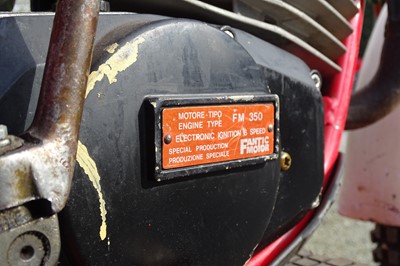 MOTORE-TIPO FM-350
ENGINE TYPE
ELECTRONIC IGNITION 6 SPEED
SPECIAL PRODUCTION
PRODUZIONE SPECIALE
FANTIC
MOTOR